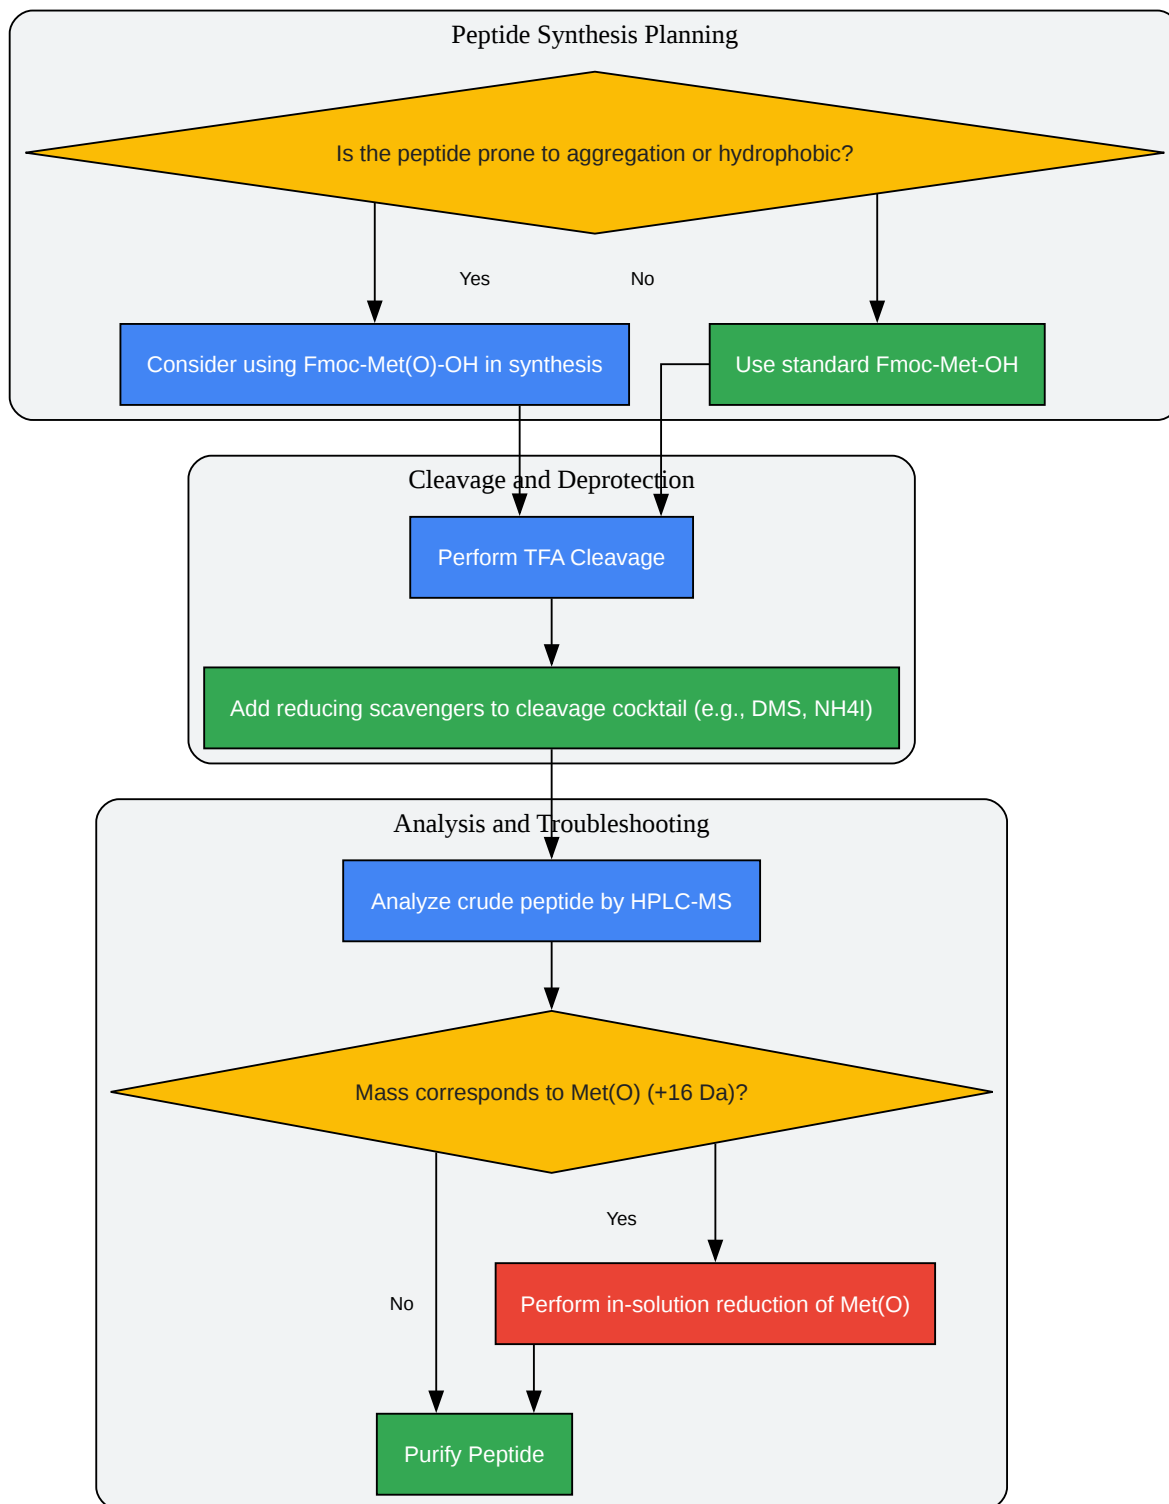 Peptide Synthesis Planning
Is the peptide prone to aggregation or hydrophobic?
Yes
No
Consider using Fmoc-Met(O)-OH in synthesis
Use standard Fmoc-Met-OH
Cleavage and Deprotection
Perform TFA Cleavage
Add reducing scavengers to cleavage cocktail (e.g., DMS, NH4I)
Analysis and Troubleshooting
Analyze crude peptide by HPLC-MS
Mass corresponds to Met(O) (+16 Da)?
Yes
No
Perform in-solution reduction of Met(O)
Purify Peptide